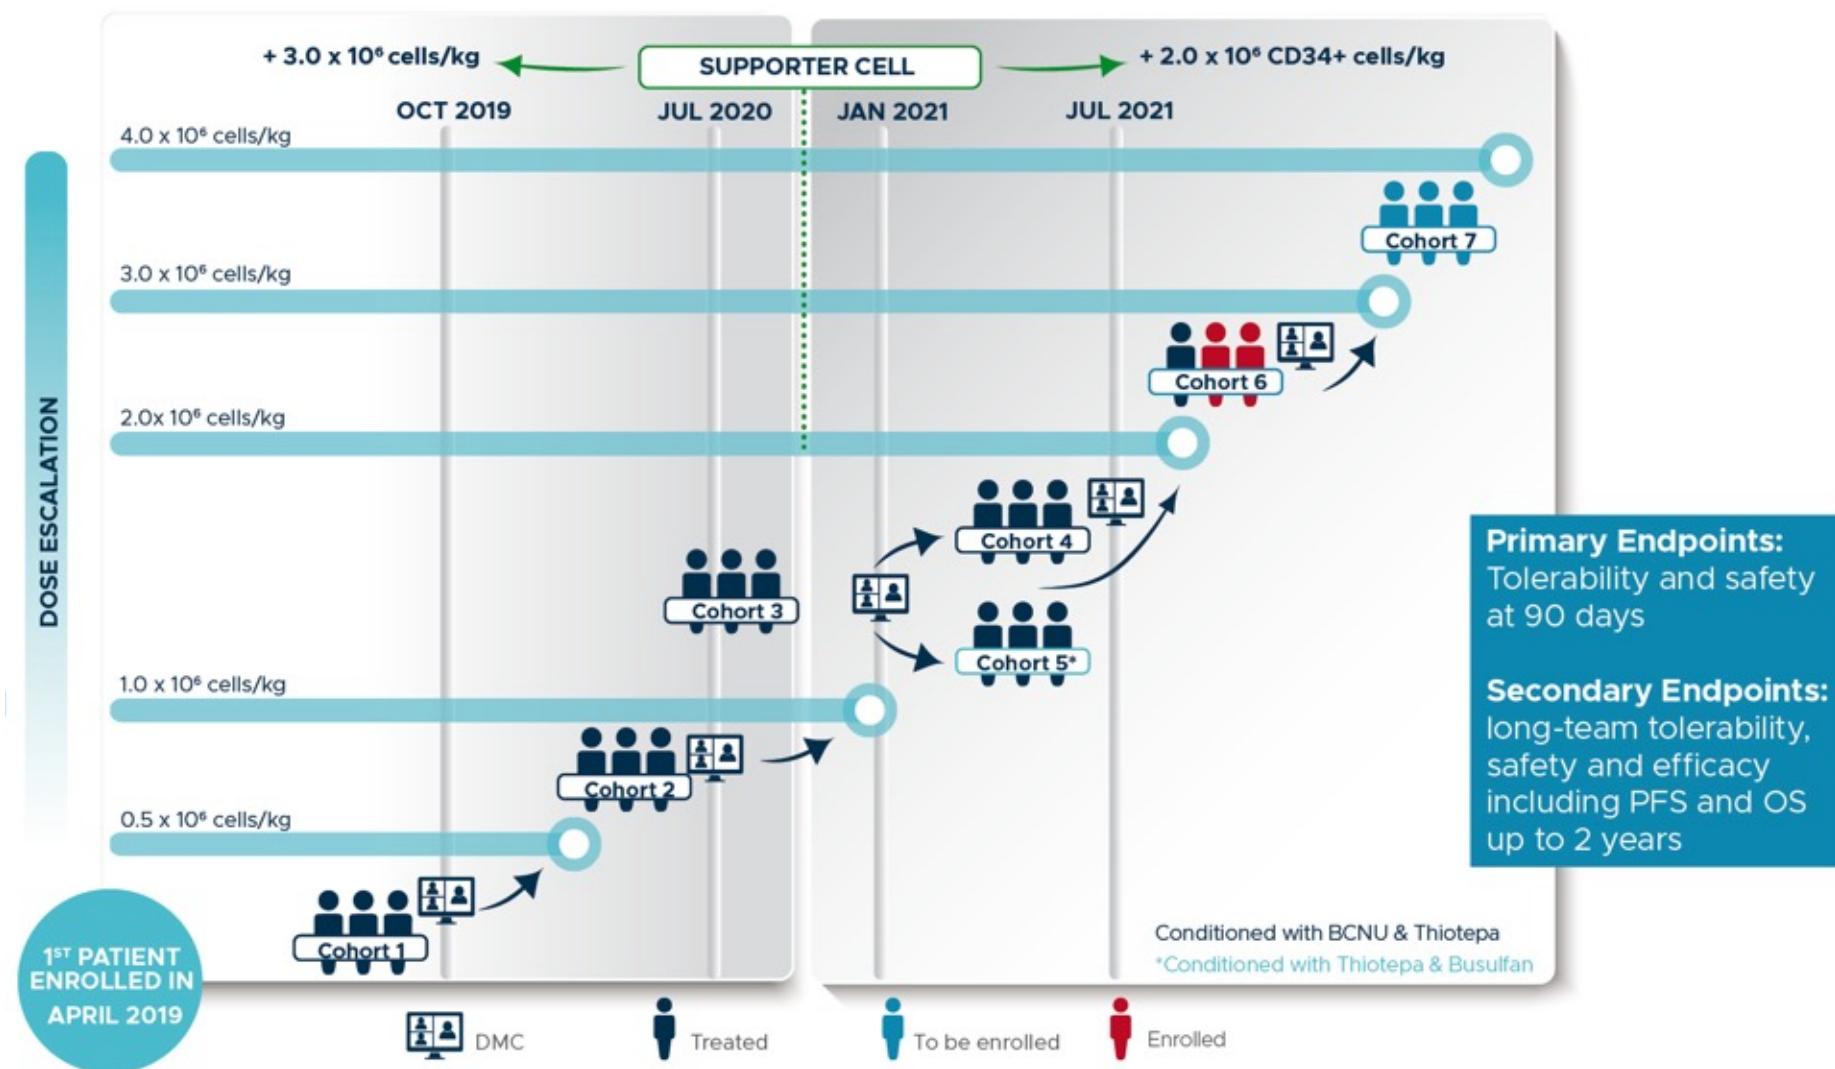 + 3.0 x 10⁶ cells/kg
SUPPORTER CELL
+ 2.0 x 10⁶ CD34+ cells/kg
OCT 2019
JUL 2020
JAN 2021
JUL 2021
4.0 x 10⁶ cells/kg
Cohort 7
3.0 x 10⁶ cells/kg
Cohort 6
2.0x 10⁶ cells/kg
DOSE ESCALATION
Cohort 4
Cohort 3
Cohort 5*
1.0 x 10⁶ cells/kg
Cohort 2
0.5 x 10⁶ cells/kg
Cohort 1
1ST PATIENT
ENROLLED IN
APRIL 2019
Primary Endpoints:
Tolerability and safety
at 90 days
Secondary Endpoints:
long-team tolerability,
safety and efficacy
including PFS and OS
up to 2 years
Conditioned with BCNU & Thiotepa
*Conditioned with Thiotepa & Busulfan
DMC
Treated
To be enrolled
Enrolled